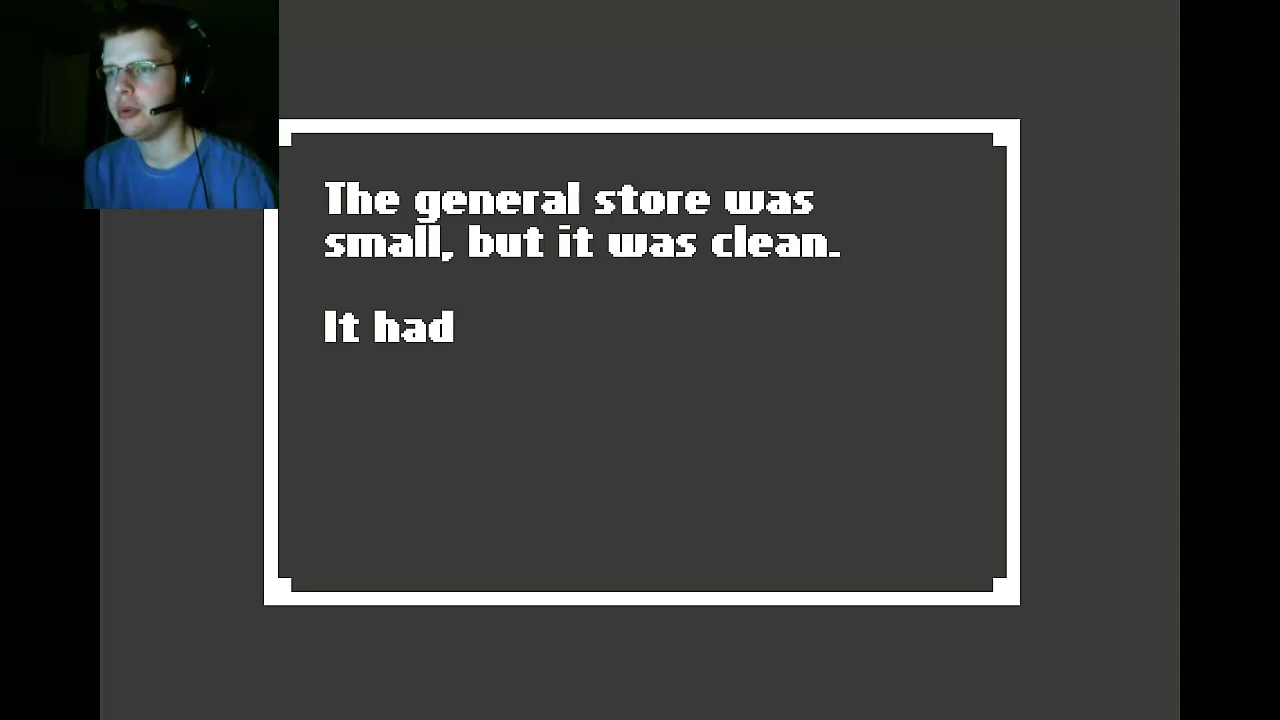 The general store was
small, but it was clean.
It had